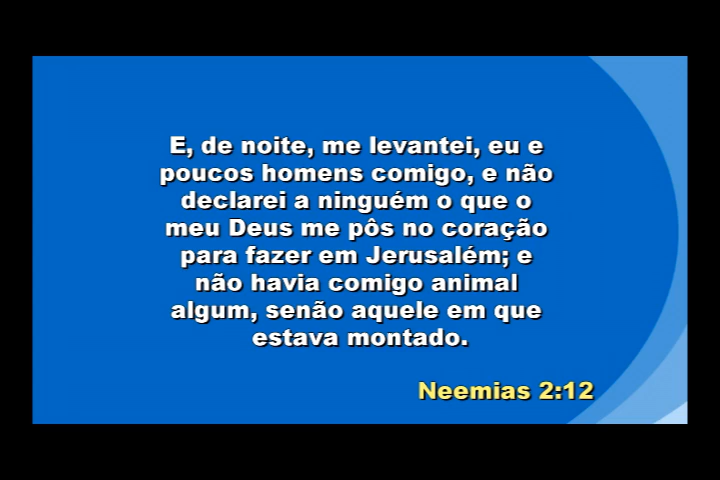 E, de noite, me levantei, eu e
poucos homens comigo, e não
declarei a ninguém o que o
meu Deus me pôs no coração
para fazer em Jerusalém; e
não havia comigo animal
algum, senão aquele em que
estava montado.
Neemias 2:12